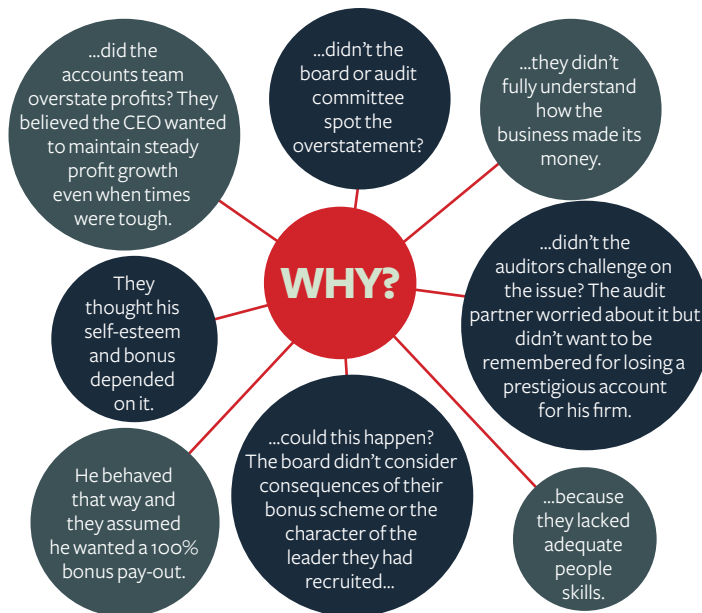 ...did the
accounts team
overstate profits? They
believed the CEO wanted
to maintain steady
profit growth
even when times
were tough.
...didn’t the
board or audit
committee
spot the
overstatement?
...they didn’t
fully understand
how the
business made its
money.
WHY?
They
thought his
self-esteem
and bonus
depended
on it.
...didn’t the
auditors challenge on
the issue? The audit
partner worried about it but
didn’t want to be
remembered for losing a
prestigious account
for his firm.
He behaved
that way and
they assumed
he wanted a 100%
bonus pay-out.
...could this happen?
The board didn’t consider
consequences of their
bonus scheme or the
character of the
leader they had
recruited...
...because
they lacked
adequate
people
skills.